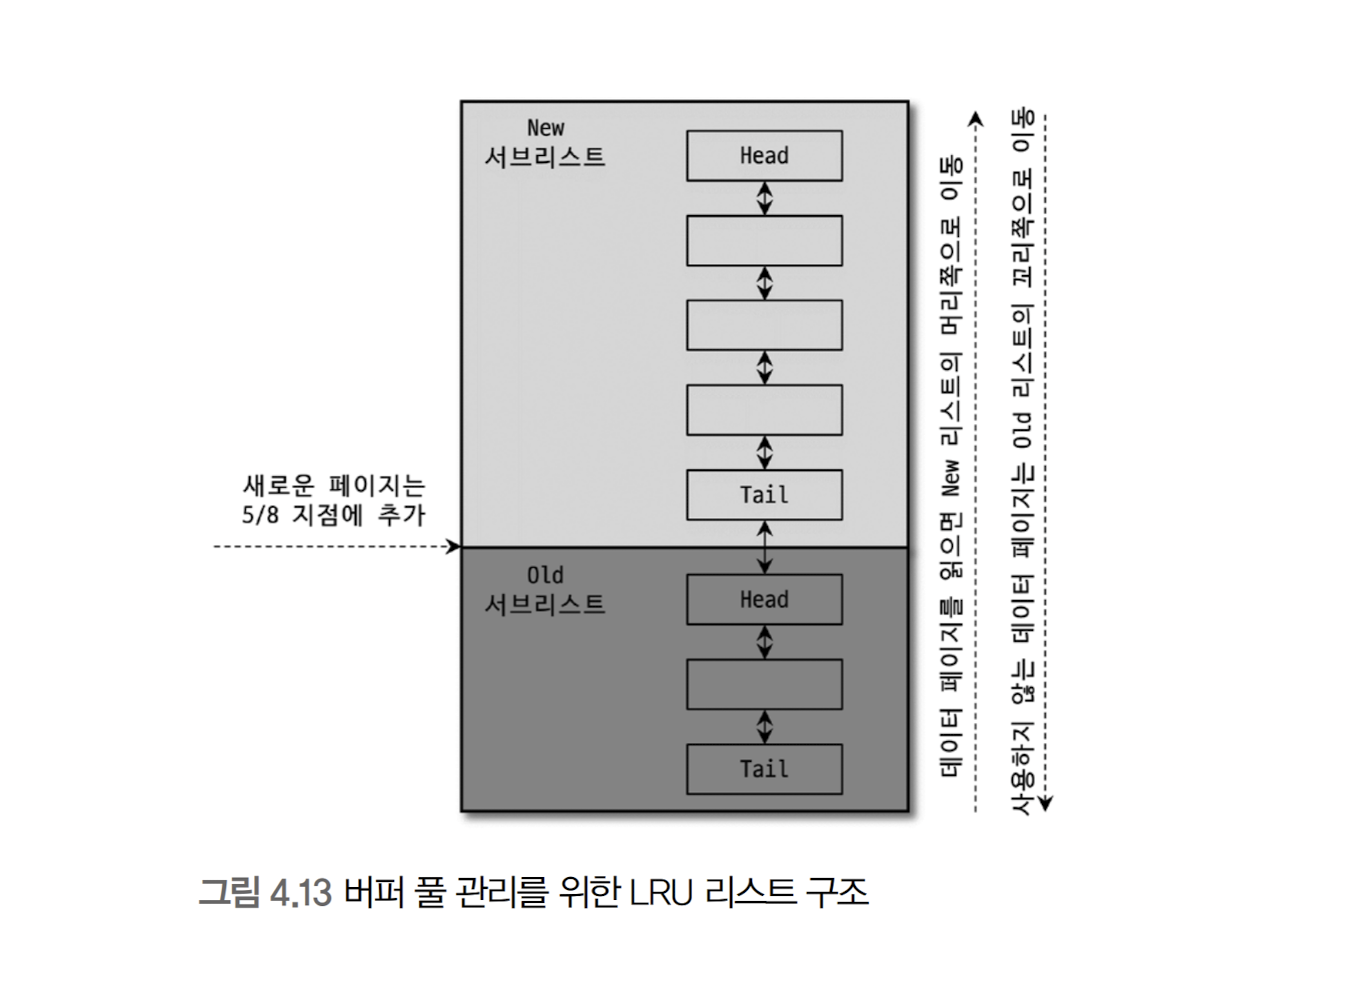 New
서브리스트
Head
Tail
새로운 페이지는
5/8 지점에 추가
Old
서브리스트
Head
Tail
데이터 페이지를 읽으면 New 리스트의 머리쪽으로 이동
사용하지 않는 데이터 페이지는 Old 리스트의 꼬리쪽으로 이동
그림 4.13 버퍼 풀 관리를 위한 LRU 리스트 구조